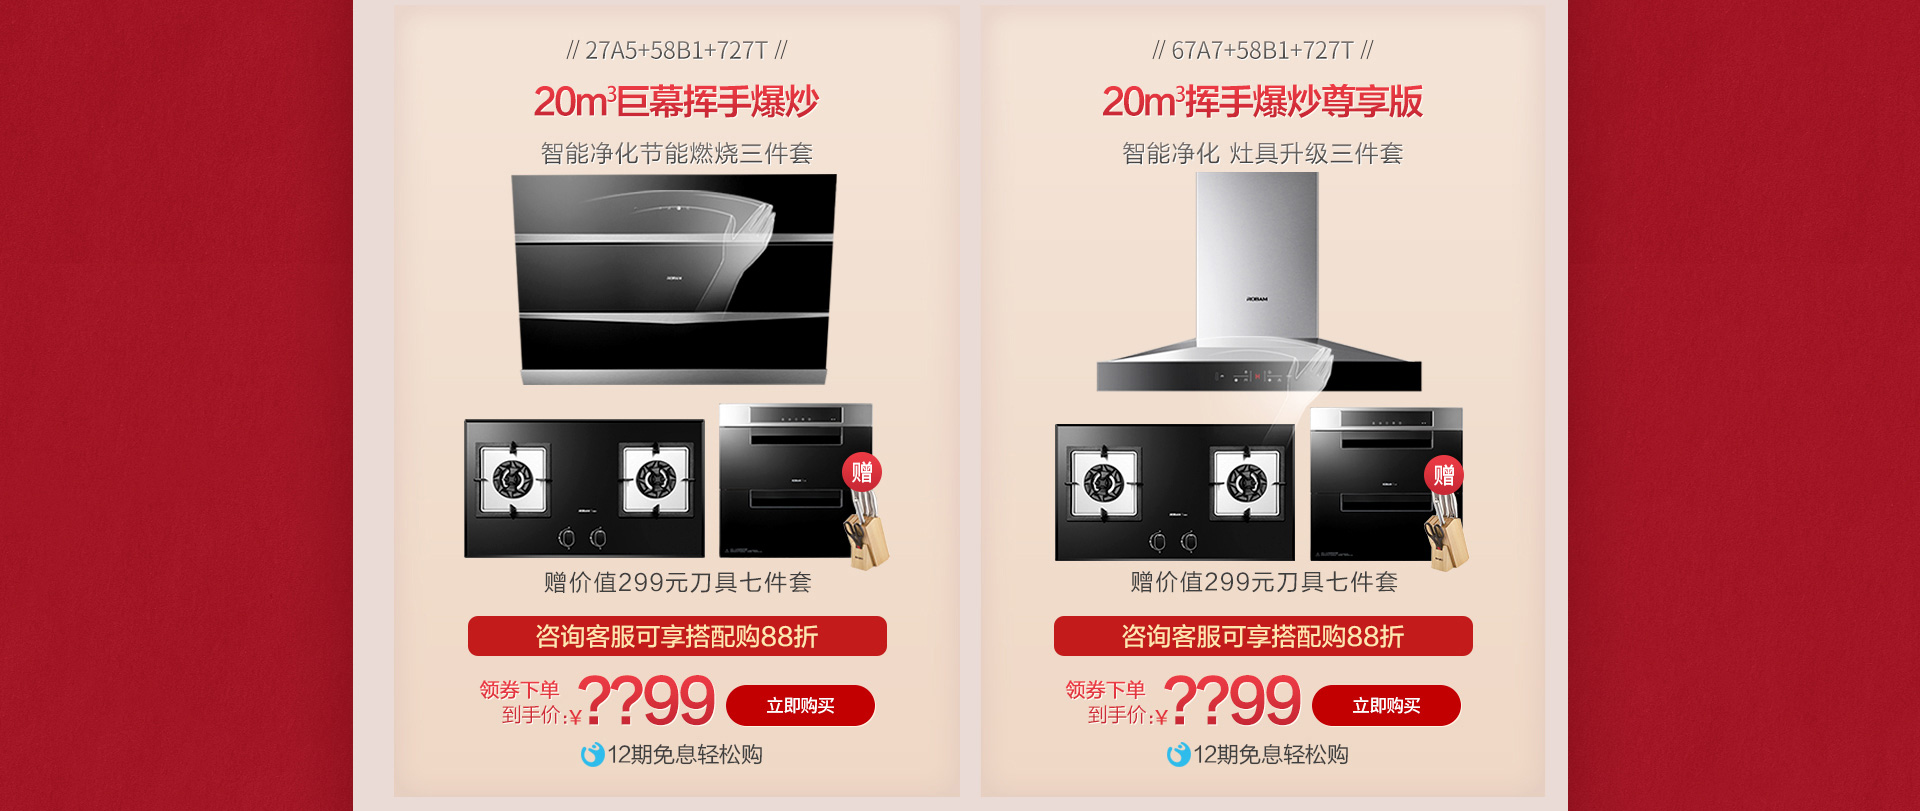 // 27A5+58B1+727T //
20m³巨幕挥手爆炒
智能净化节能燃烧三件套
ROBAM
赠
赠价值299元刀具七件套
咨询客服可享搭配购88折
领券下单
到手价:¥??99
立即购买
12期免息轻松购
// 67A7+58B1+727T //
20m³挥手爆炒尊享版
智能净化 灶具升级三件套
ROBAM
赠
赠价值299元刀具七件套
咨询客服可享搭配购88折
领券下单
到手价:¥??99
立即购买
12期免息轻松购